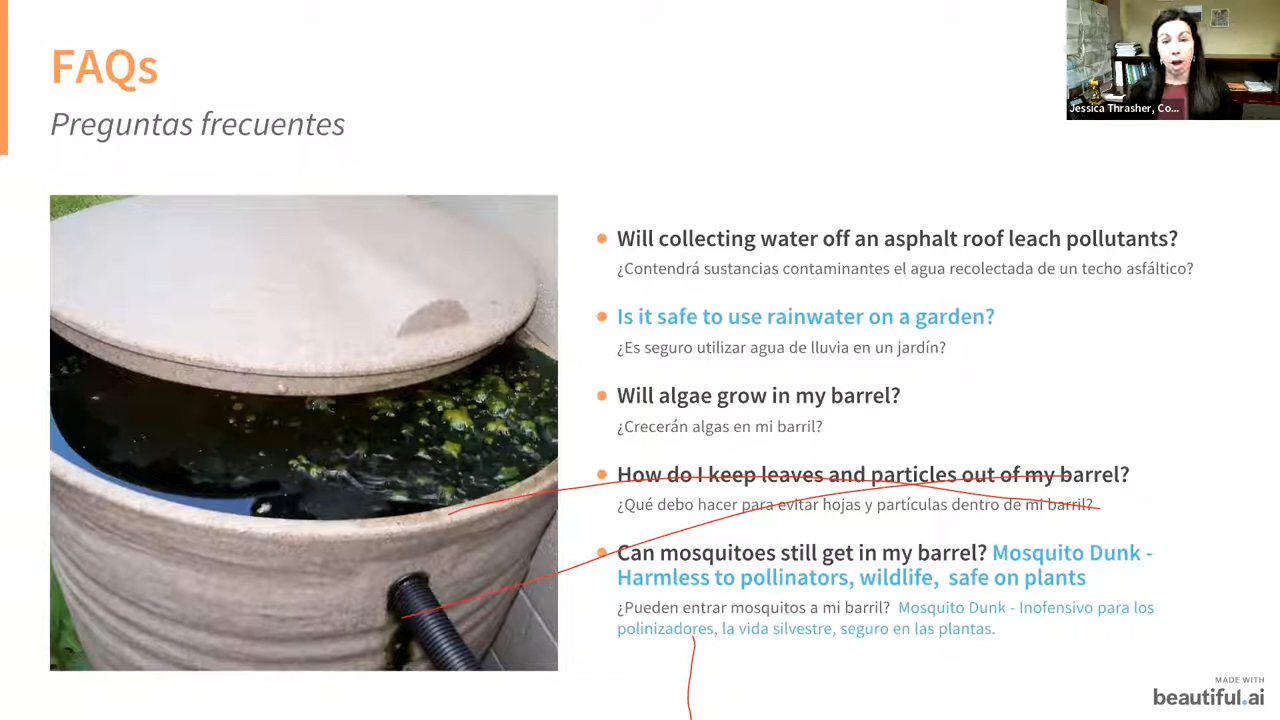 FAQs
Preguntas frecuentes
Jessica Thrasher, Co...
Will collecting water off an asphalt roof leach pollutants?
¿Contendrá sustancias contaminantes el agua recolectada de un techo asfáltico?
Is it safe to use rainwater on a garden?
¿Es seguro utilizar agua de lluvia en un jardín?
Will algae grow in my barrel?
¿Crecerán algas en mi barril?
How do I keep leaves and particles out of my barrel?
¿Qué debo hacer para evitar hojas y partículas dentro de mi barril?
Can mosquitoes still get in my barrel? Mosquito Dunk -
Harmless to pollinators, wildlife, safe on plants
¿Pueden entrar mosquitos a mi barril? Mosquito Dunk - Inofensivo para los
polinizadores, la vida silvestre, seguro en las plantas.
MADE WITH
beautiful.ai